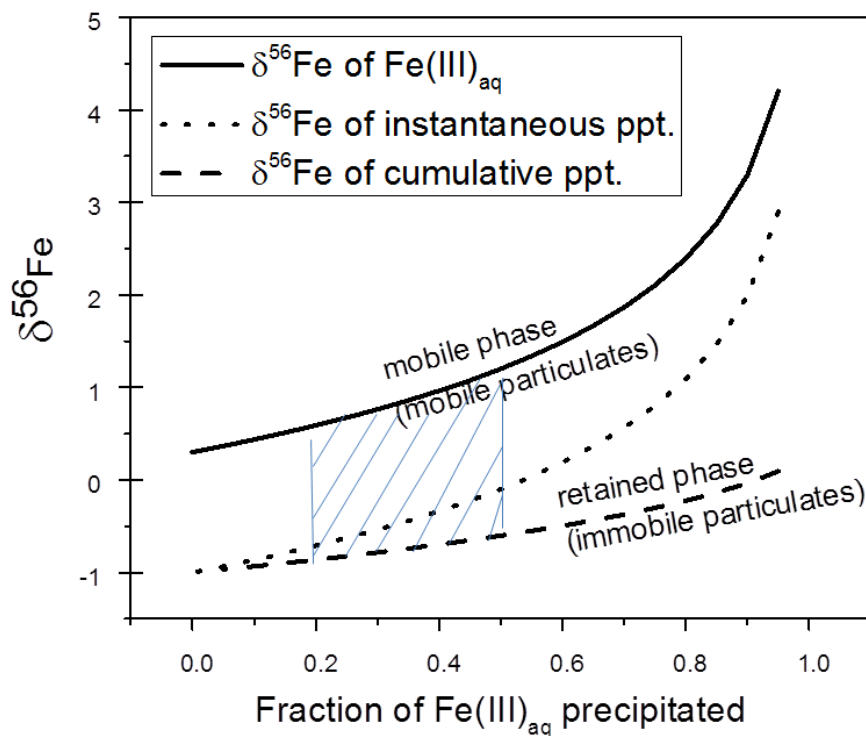 5
4
3
2
1
0
-1
δ⁵⁶Fe
δ⁵⁶Fe of Fe(III)aq
δ⁵⁶Fe of instantaneous ppt.
δ⁵⁶Fe of cumulative ppt.
mobile phase
(mobile particulates)
retained phase
(immobile particulates)
0.0 0.2 0.4 0.6 0.8 1.0
Fraction of Fe(III)aq precipitated